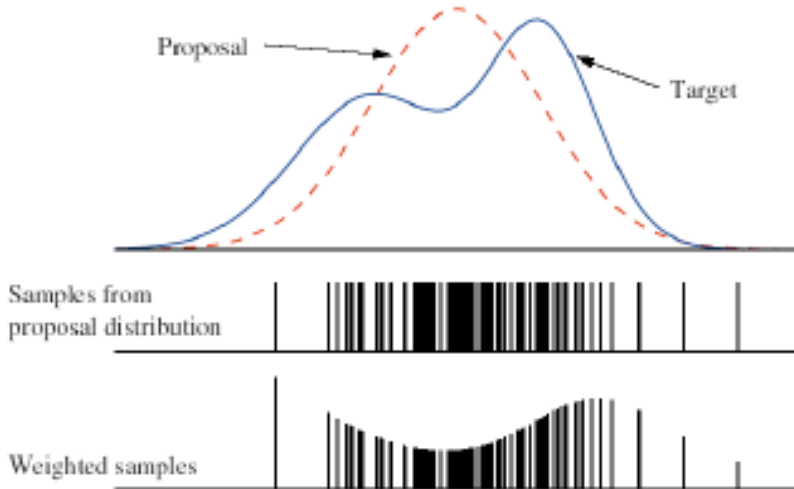 Proposal
Target
Samples from
proposal distribution
Weighted samples